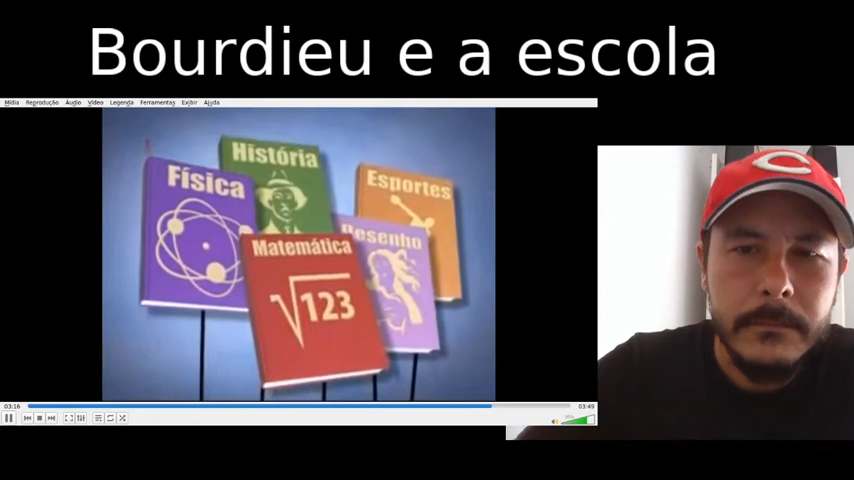 Bourdieu e a escola
Mídia Reprodução Áudio Vídeo Legenda Ferramentas Exibir Ajuda
História
Física
Esportes
Desenho
Matemática
√123
C
03:16
03:49